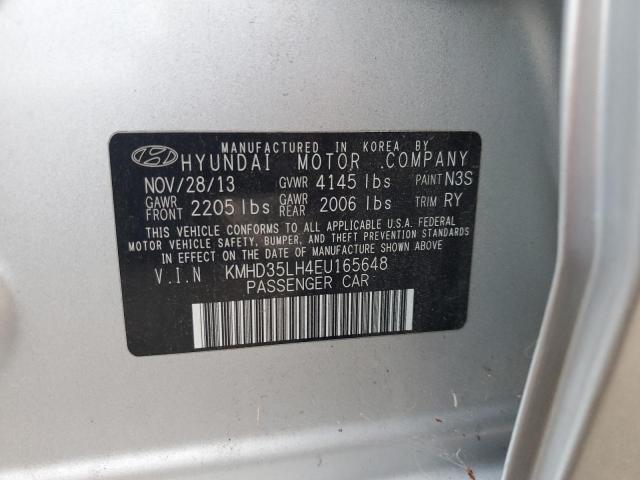 MANUFACTURED IN KOREA BY
HYUNDAI MOTOR COMPANY
NOV/28/13 GVWR 4145 lbs PAINT N3S
GAWR FRONT 2205 lbs GAWR REAR 2006 lbs TRIM RY
THIS VEHICLE CONFORMS TO ALL APPLICABLE U.S.A. FEDERAL
MOTOR VEHICLE SAFETY, BUMPER, AND THEFT PREVENTION STANDARDS
IN EFFECT ON THE DATE OF MANUFACTURE SHOWN ABOVE.
V.I.N KMHD35LH4EU165648
PASSENGER CAR